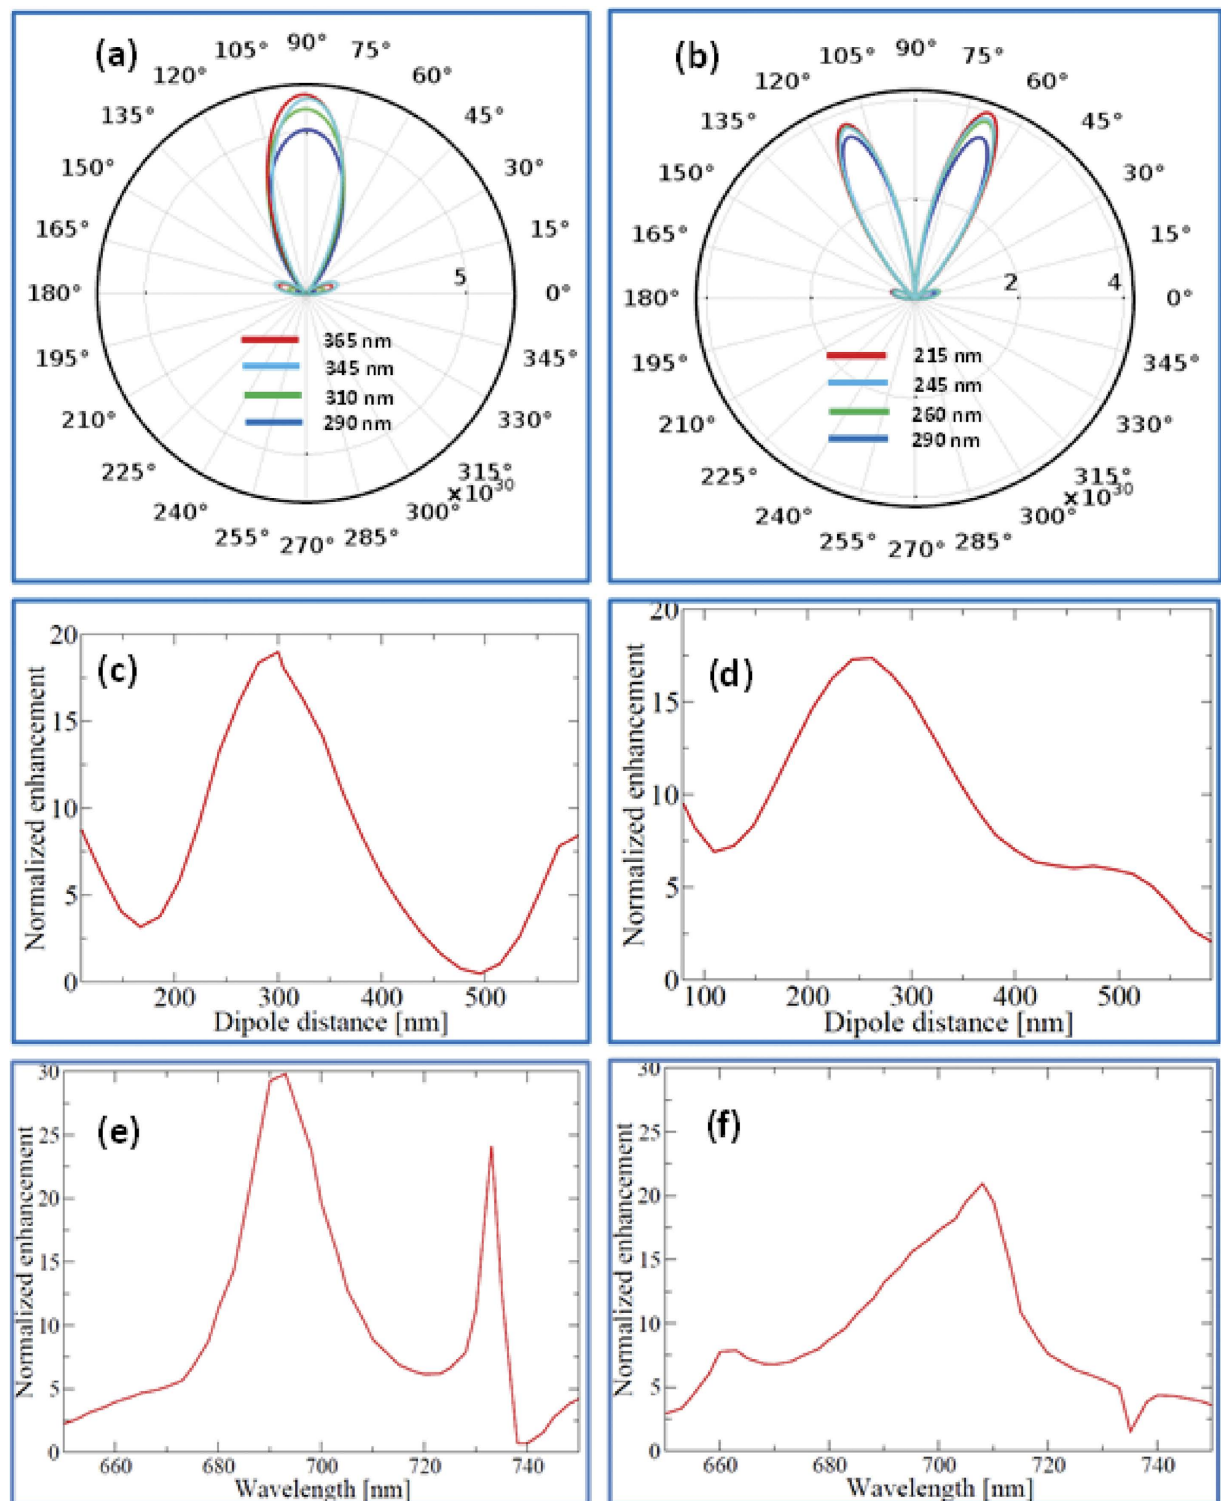 (a)
90°
105° 75°
120° 60°
135° 45°
150° 30°
165° 15°
5
180° 0°
365 nm
345 nm
310 nm
290 nm
195° 345°
210° 330°
225° 315°
×10³⁰
240° 300°
255° 270° 285°
(b)
90°
105° 75°
120° 60°
135° 45°
150° 30°
165° 15°
2 4
180° 0°
215 nm
245 nm
260 nm
290 nm
195° 345°
210° 330°
225° 315°
×10³⁰
240° 300°
255° 270° 285°
(c)
Normalized enhancement
20
15
10
5
0
200 300 400 500
Dipole distance [nm]
(d)
Normalized enhancement
20
15
10
5
0
100 200 300 400 500
Dipole distance [nm]
(e)
Normalized enhancement
30
25
20
15
10
5
0
660 680 700 720 740
Wavelength [nm]
(f)
Normalized enhancement
30
25
20
15
10
5
0
660 680 700 720 740
Wavelength [nm]